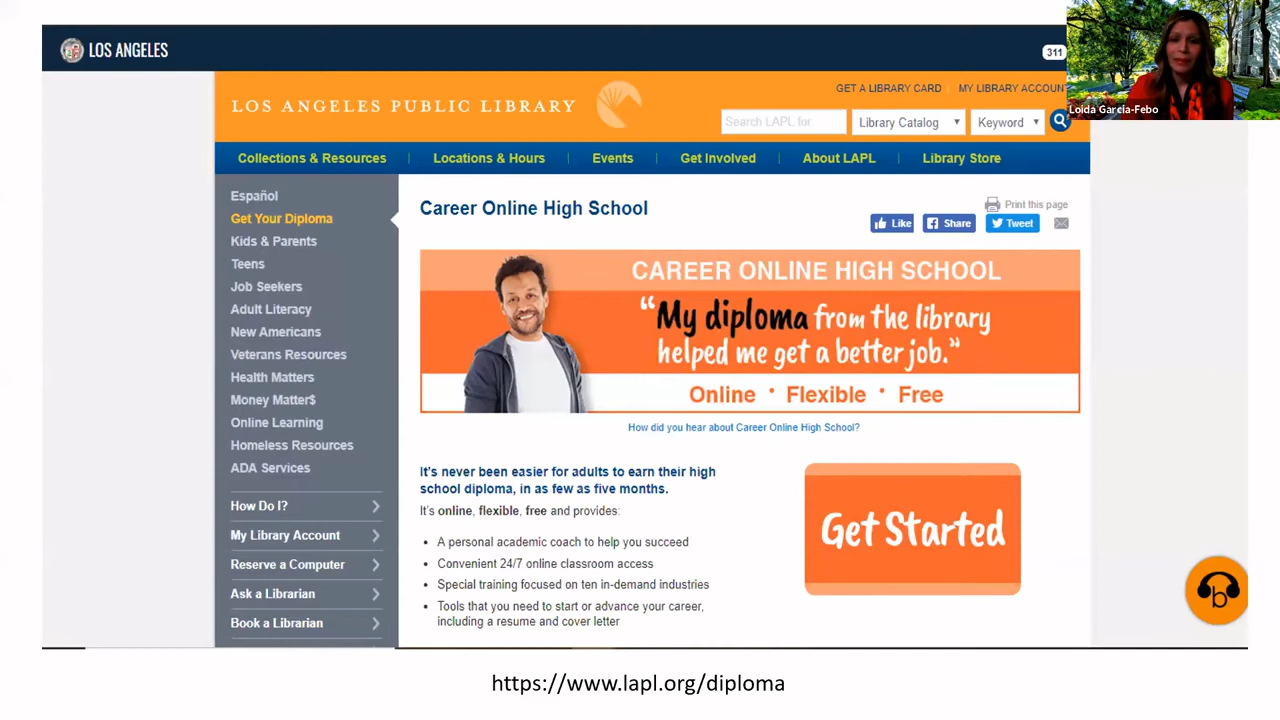 LOS ANGELES
311
Loida Garcia-Febo
LOS ANGELES PUBLIC LIBRARY
GET A LIBRARY CARD
MY LIBRARY ACCOUN
Search LAPL for:
Library Catalog
Keyword
Collections & Resources
Locations & Hours
Events
Get Involved
About LAPL
Library Store
Español
Get Your Diploma
Kids & Parents
Teens
Job Seekers
Adult Literacy
New Americans
Veterans Resources
Health Matters
Money Matter$
Online Learning
Homeless Resources
ADA Services
How Do I?
My Library Account
Reserve a Computer
Ask a Librarian
Book a Librarian
Career Online High School
Print this page
Like
Share
Tweet
CAREER ONLINE HIGH SCHOOL
“My diploma from the library
helped me get a better job.”
Online • Flexible • Free
How did you hear about Career Online High School?
It's never been easier for adults to earn their high
school diploma, in as few as five months.
It's online, flexible, free and provides:
• A personal academic coach to help you succeed
• Convenient 24/7 online classroom access
• Special training focused on ten in-demand industries
• Tools that you need to start or advance your career,
including a resume and cover letter
Get Started
b
https://www.lapl.org/diploma